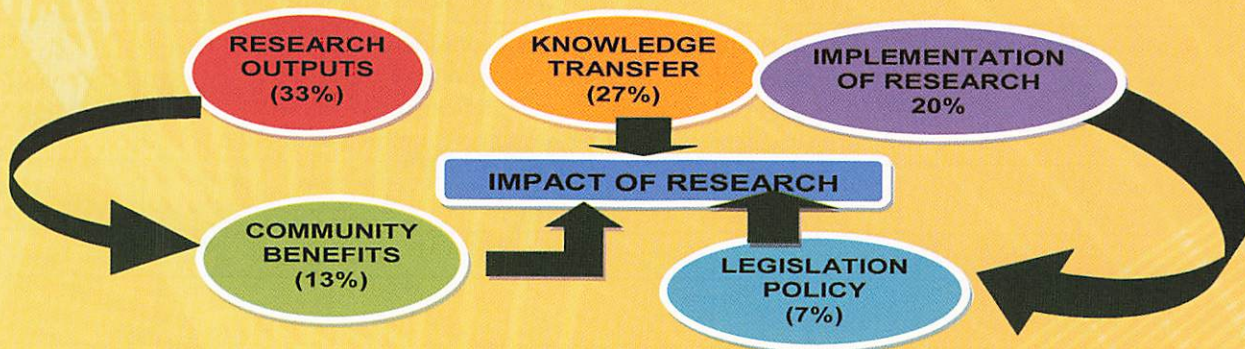 RESEARCH
OUTPUTS
(33%)
KNOWLEDGE
TRANSFER
(27%)
IMPLEMENTATION
OF RESEARCH
20%
IMPACT OF RESEARCH
COMMUNITY
BENEFITS
(13%)
LEGISLATION
POLICY
(7%)